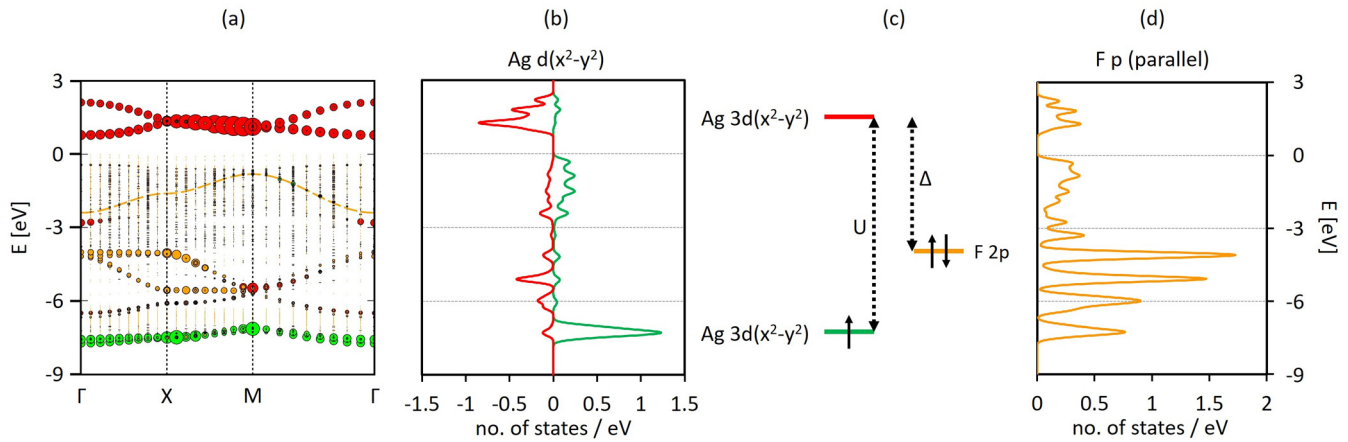 (a)
(b)
(c)
(d)
Ag d(x²-y²)
F p (parallel)
3
0
-3
-6
-9
E [eV]
Γ
X
M
Γ
-1.5
-1
-0.5
0
0.5
1
1.5
no. of states / eV
Ag 3d(x²-y²)
Δ
U
F 2p
Ag 3d(x²-y²)
0
0.5
1
1.5
2
no. of states / eV
3
0
-3
-6
-9
E [eV]